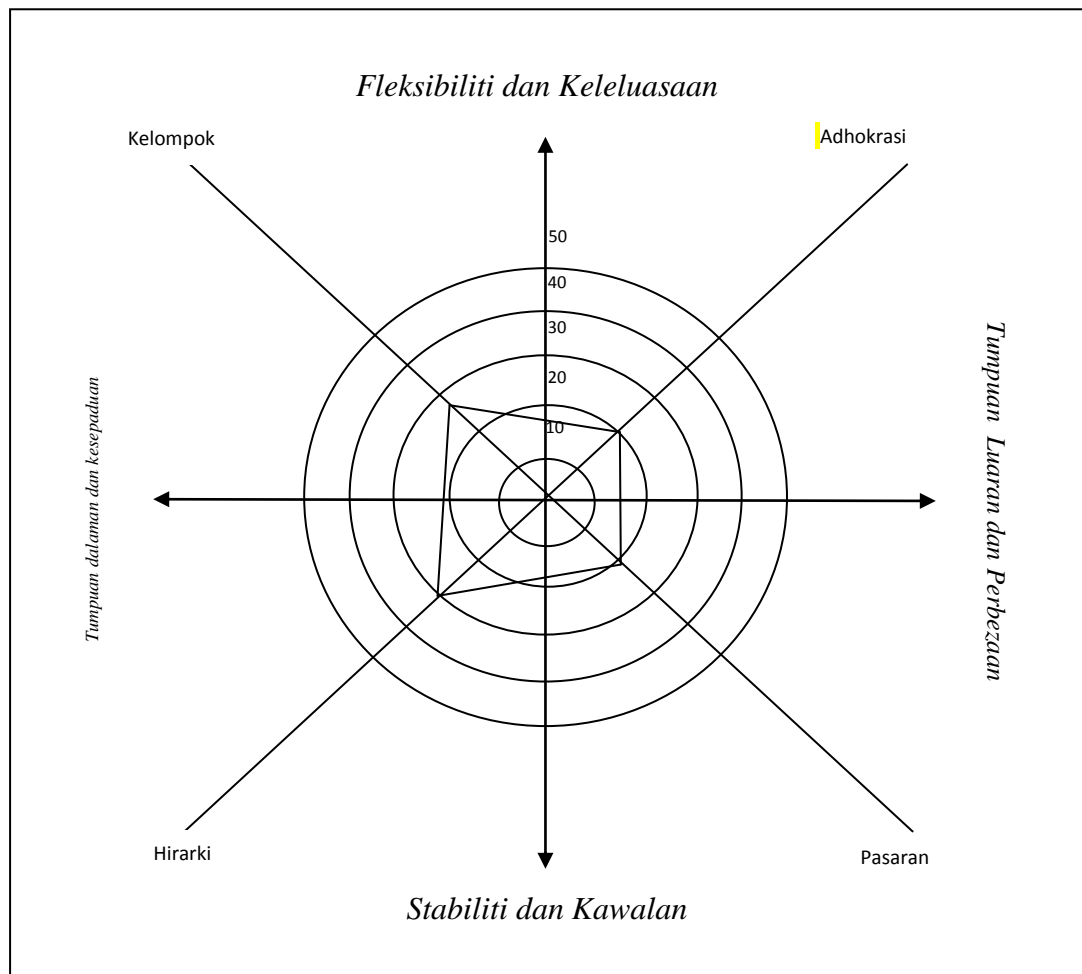 Fleksibiliti dan Keleluasaan
Kelompok
Adhokrasi
50
40
30
20
10
Tumpuan dalaman dan kesepaduan
Tumpuan Luaran dan Perbezaan
Hirarki
Pasaran
Stabiliti dan Kawalan